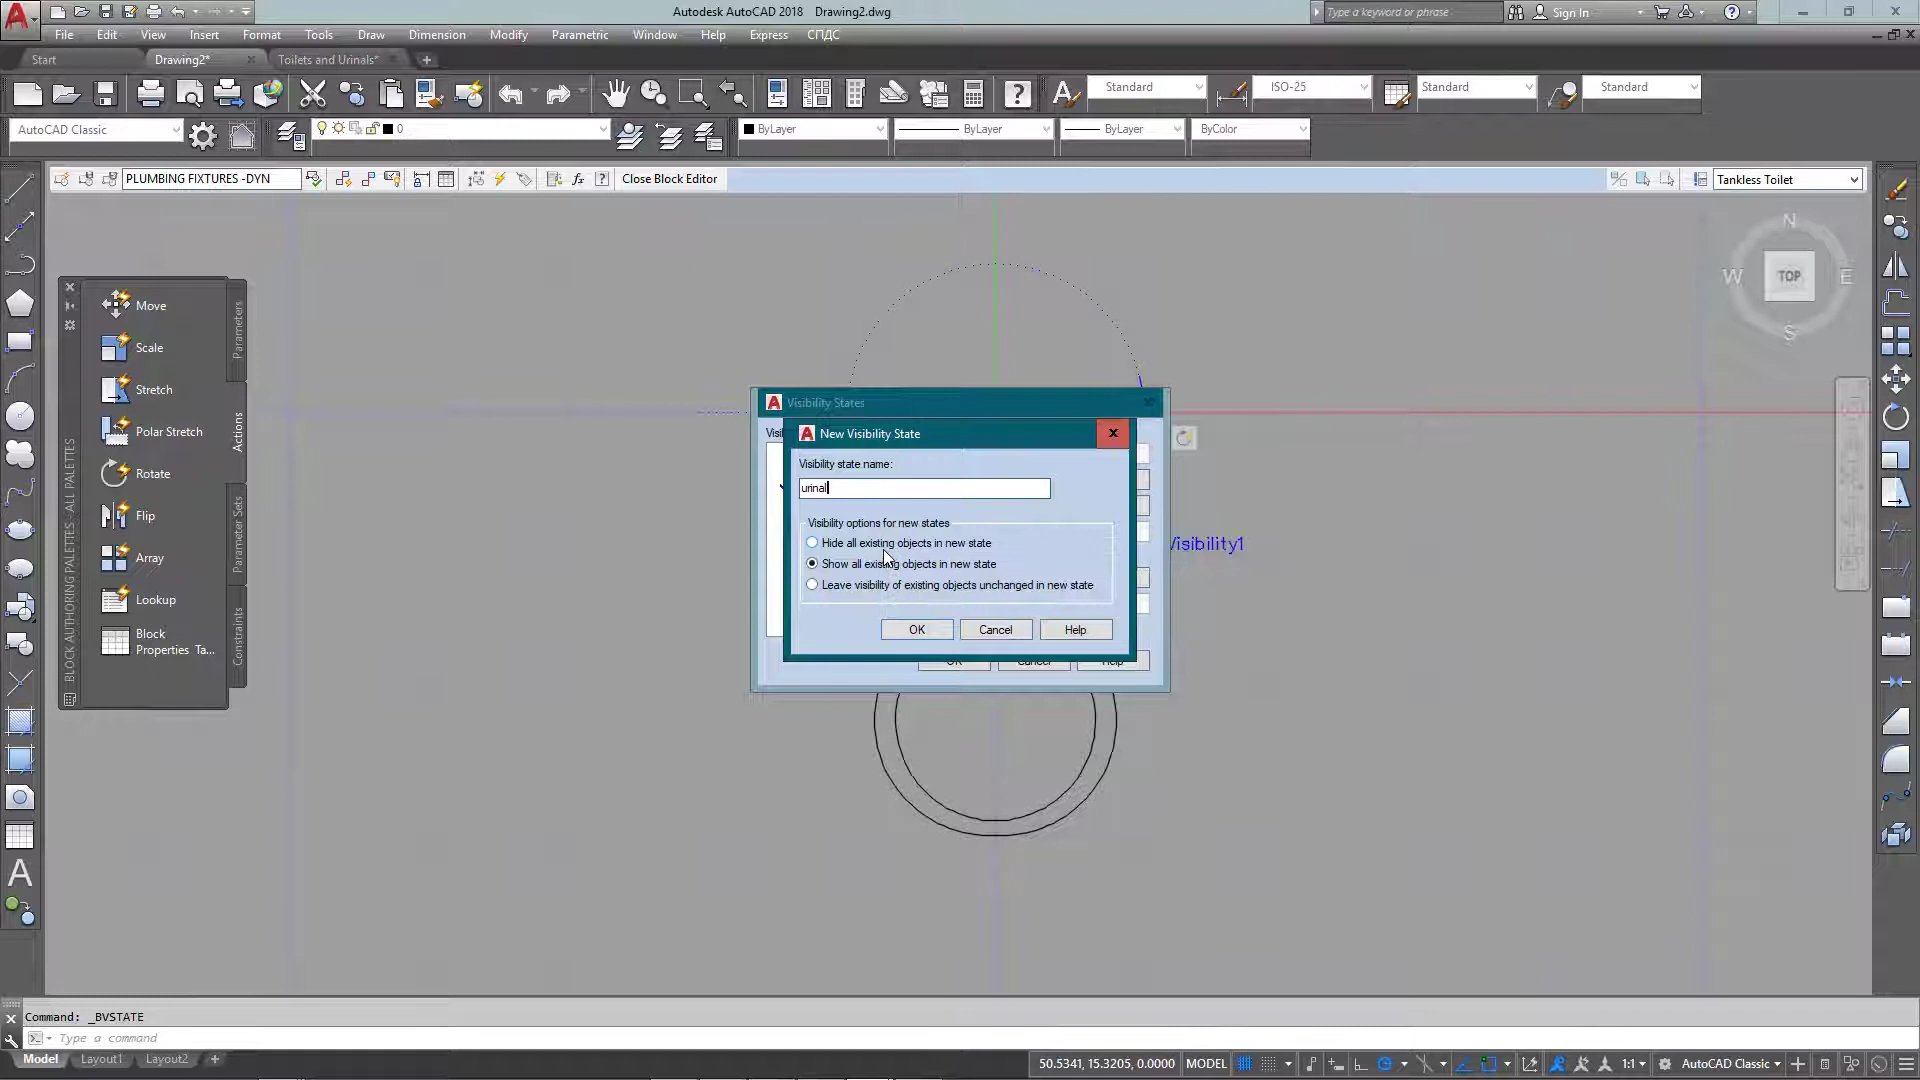 Autodesk AutoCAD 2018 Drawing2.dwg
Type a keyword or phrase
Sign In
File Edit View Insert Format Tools Draw Dimension Modify Parametric Window Help Express СПДС
Start Drawing2* Toilets and Urinals*
Standard ISO-25 Standard Standard
AutoCAD Classic 0 ByLayer ByLayer ByLayer ByColor
PLUMBING FIXTURES -DYN Close Block Editor Tankless Toilet
N
W TOP E
S
Move
Scale
Stretch
Polar Stretch
Rotate
Flip
Array
Lookup
Block
Properties Ta...
Parameters
Actions
Parameter Sets
Constraints
BLOCK AUTHORING PALETTES - ALL PALETTES
Visibility States
Visi
New Visibility State
Visibility state name:
urinal
Visibility options for new states
Hide all existing objects in new state
Show all existing objects in new state
Leave visibility of existing objects unchanged in new state
OK Cancel Help
OK Cancel Help
Visibility1
Command: _BVSTATE
Type a command
Model Layout1 Layout2
50.5341, 15.3205, 0.0000 MODEL 1:1 AutoCAD Classic